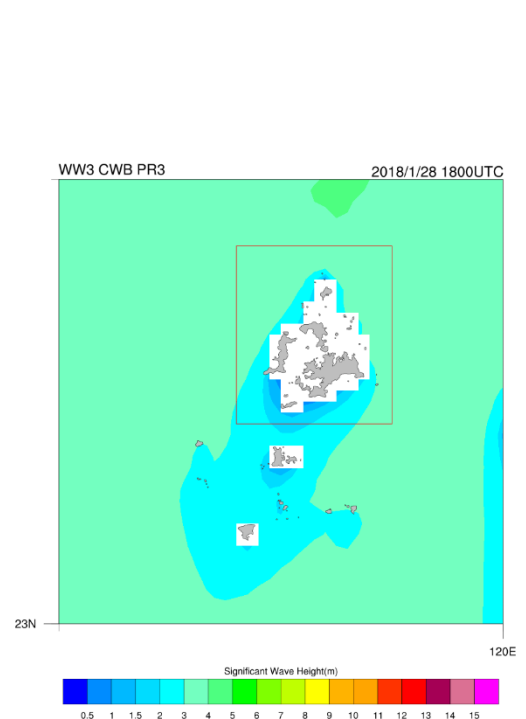 WW3 CWB PR3 2018/1/28 1800UTC
23N
120E
Significant Wave Height(m)
0.5 1 1.5 2 3 4 5 6 7 8 9 10 11 12 13 14 15